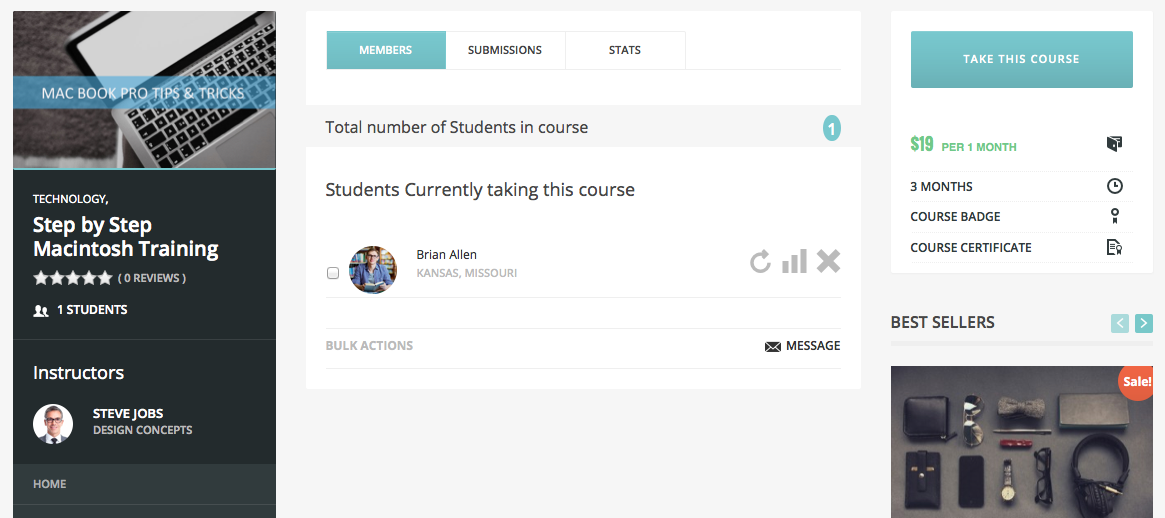 MAC BOOK PRO TIPS & TRICKS
TECHNOLOGY,
Step by Step
Macintosh Training
( 0 REVIEWS )
1 STUDENTS
Instructors
STEVE JOBS
DESIGN CONCEPTS
HOME
MEMBERS
SUBMISSIONS
STATS
Total number of Students in course
1
Students Currently taking this course
Brian Allen
KANSAS, MISSOURI
BULK ACTIONS
MESSAGE
TAKE THIS COURSE
$19 PER 1 MONTH
3 MONTHS
COURSE BADGE
COURSE CERTIFICATE
BEST SELLERS
Sale!